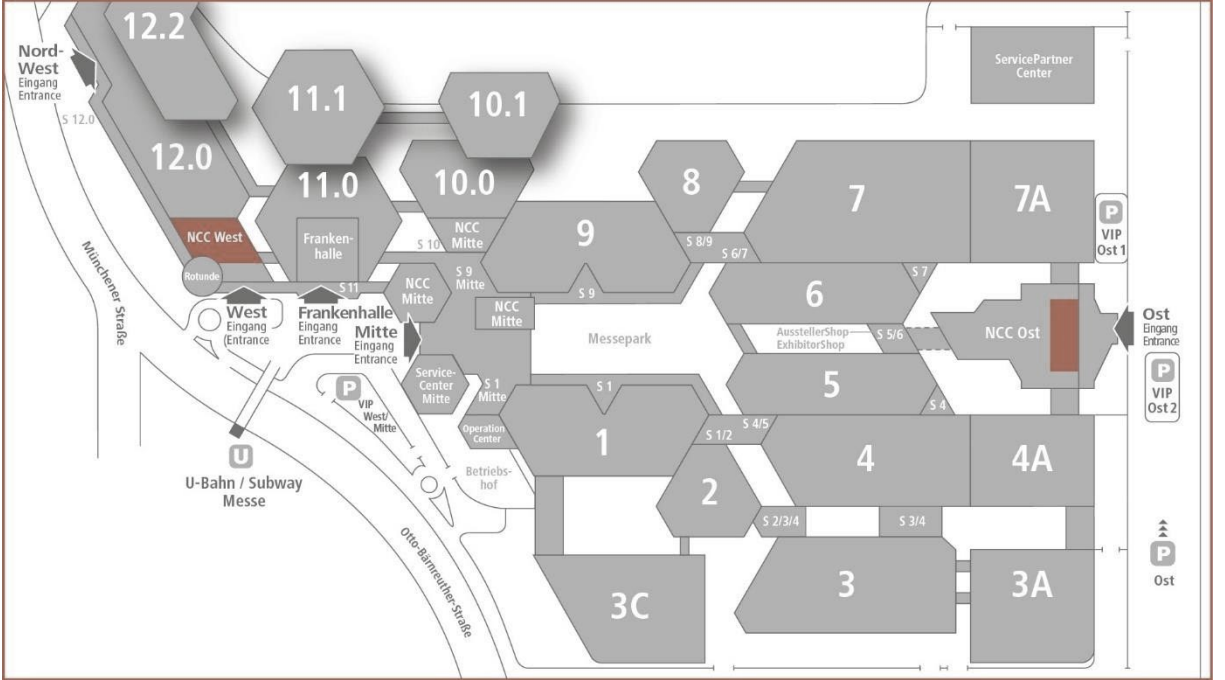 12.2
Nord-
West
Eingang
Entrance
S 12.0
11.1
10.1
ServicePartner
Center
12.0
11.0
10.0
8
7
7A
P
VIP
Ost 1
NCC West
Franken-
halle
NCC
Mitte
S 10
9
S 8/9
S 6/7
Rotunde
S 11
NCC
Mitte
S 9
Mitte
S 9
NCC
Mitte
6
S 7
Münchener Straße
West
Eingang
(Entrance
Frankenhalle
Eingang
Entrance
Mitte
Eingang
Entrance
Messepark
AusstellerShop
ExhibitorShop
S 5/6
NCC Ost
Ost
Eingang
Entrance
P
VIP
Ost 2
Service-
Center
Mitte
S 1
Mitte
S 1
5
S 4
P
VIP
West/
Mitte
Operation
Center
1
S 1/2
S 4/5
4
4A
U
U-Bahn / Subway
Messe
Betriebs-
hof
2
S 2/3/4
S 3/4
Otto-Bärnreuther-Straße
3C
3
3A
P
Ost